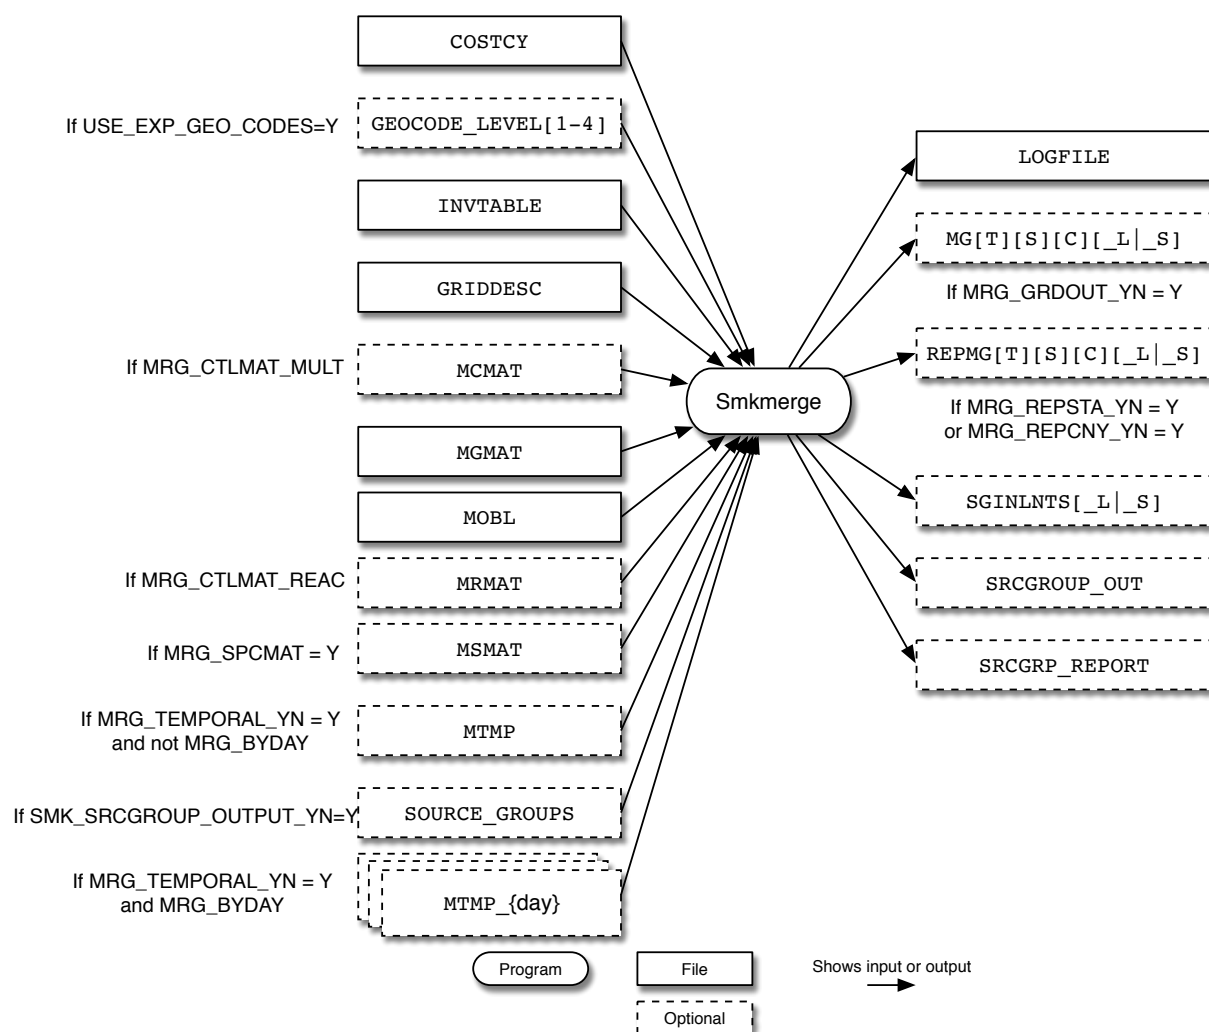 COSTCY
If USE_EXP_GEO_CODES=Y
GEOCODE_LEVEL[1-4]
INVTABLE
GRIDDESC
If MRG_CTLMAT_MULT
MCMAT
MGMAT
MOBL
If MRG_CTLMAT_REAC
MRMAT
If MRG_SPCMAT = Y
MSMAT
If MRG_TEMPORAL_YN = Y
and not MRG_BYDAY
MTMP
If SMK_SRCGROUP_OUTPUT_YN=Y
SOURCE_GROUPS
If MRG_TEMPORAL_YN = Y
and MRG_BYDAY
MTMP_{day}
Smkmerge
LOGFILE
MG[T][S][C][_L|_S]
If MRG_GRDOUT_YN = Y
REPMG[T][S][C][_L|_S]
If MRG_REPSTA_YN = Y
or MRG_REPCNY_YN = Y
SGINLNTS[_L|_S]
SRCGROUP_OUT
SRCGRP_REPORT
Program
File
Shows input or output
Optional